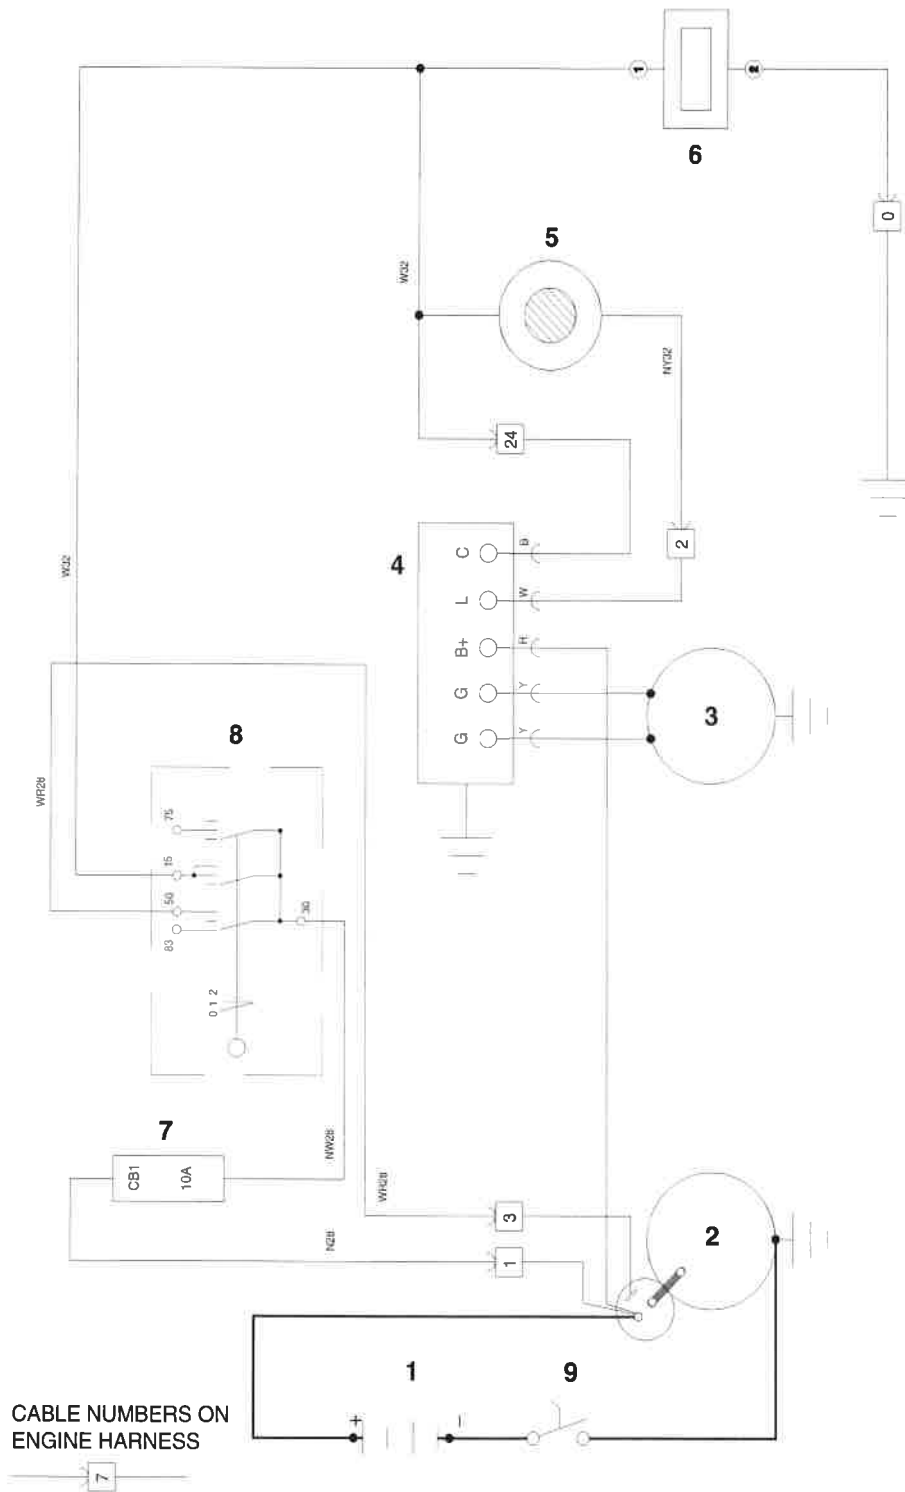 1
2
6
0
5
W32
NY32
24
2
4
C
B
L
W
B+
R
G
Y
G
Y
3
W32
8
WR28
75
15
50
83
30
0 1 2
7
CB1
10A
NW28
WR28
N28
3
1
2
1
9
+
−
CABLE NUMBERS ON
ENGINE HARNESS
7